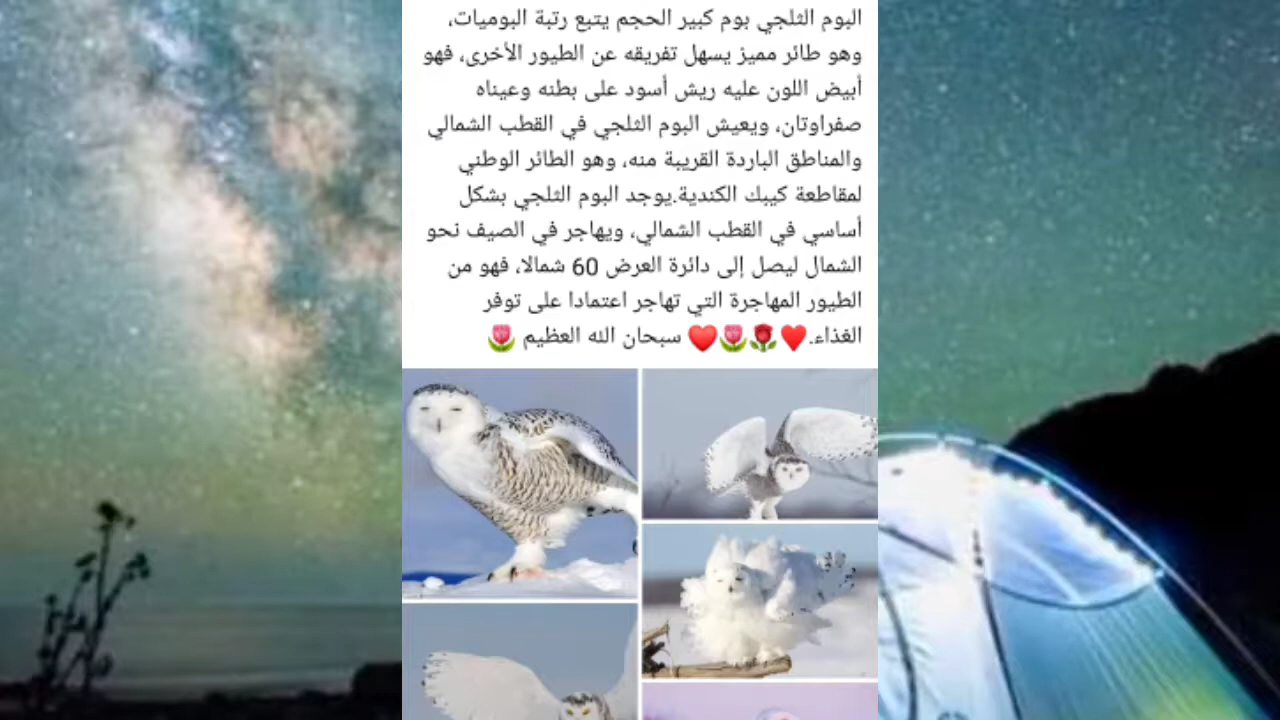 البوم الثلجي بوم كبير الحجم يتبع رتبة البوميات،
وهو طائر مميز يسهل تفريقه عن الطيور الأخرى، فهو
أبيض اللون عليه ريش أسود على بطنه وعيناه
صفراوتان، ويعيش البوم الثلجي في القطب الشمالي
والمناطق الباردة القريبة منه، وهو الطائر الوطني
لمقاطعة كيبك الكندية.يوجد البوم الثلجي بشكل
أساسي في القطب الشمالي، ويهاجر في الصيف نحو
الشمال ليصل إلى دائرة العرض 60 شمالا، فهو من
الطيور المهاجرة التي تهاجر اعتمادا على توفر
الغذاء.♥️🌹🌷♥️ سبحان الله العظيم 🌷